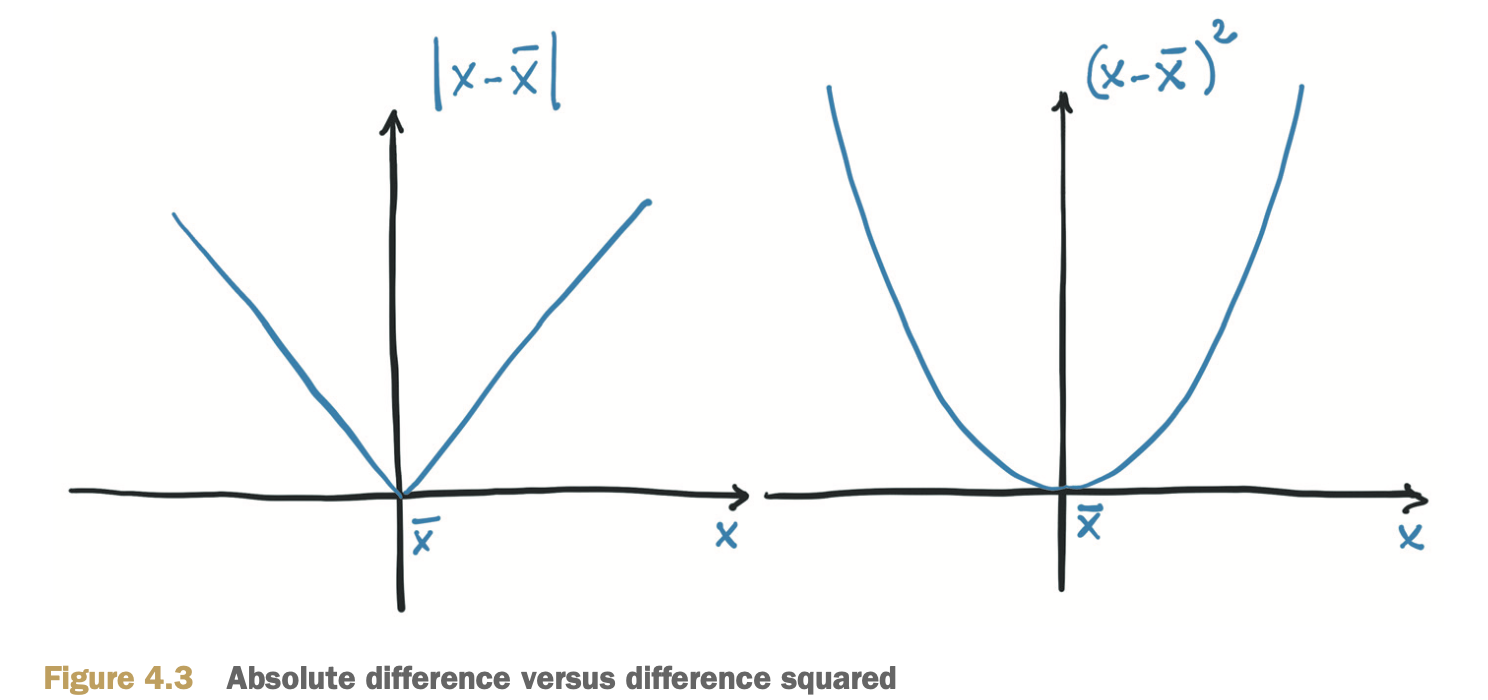 |x-x̄|
(x-x̄)²
x̄
x
x̄
x
Figure 4.3 Absolute difference versus difference squared